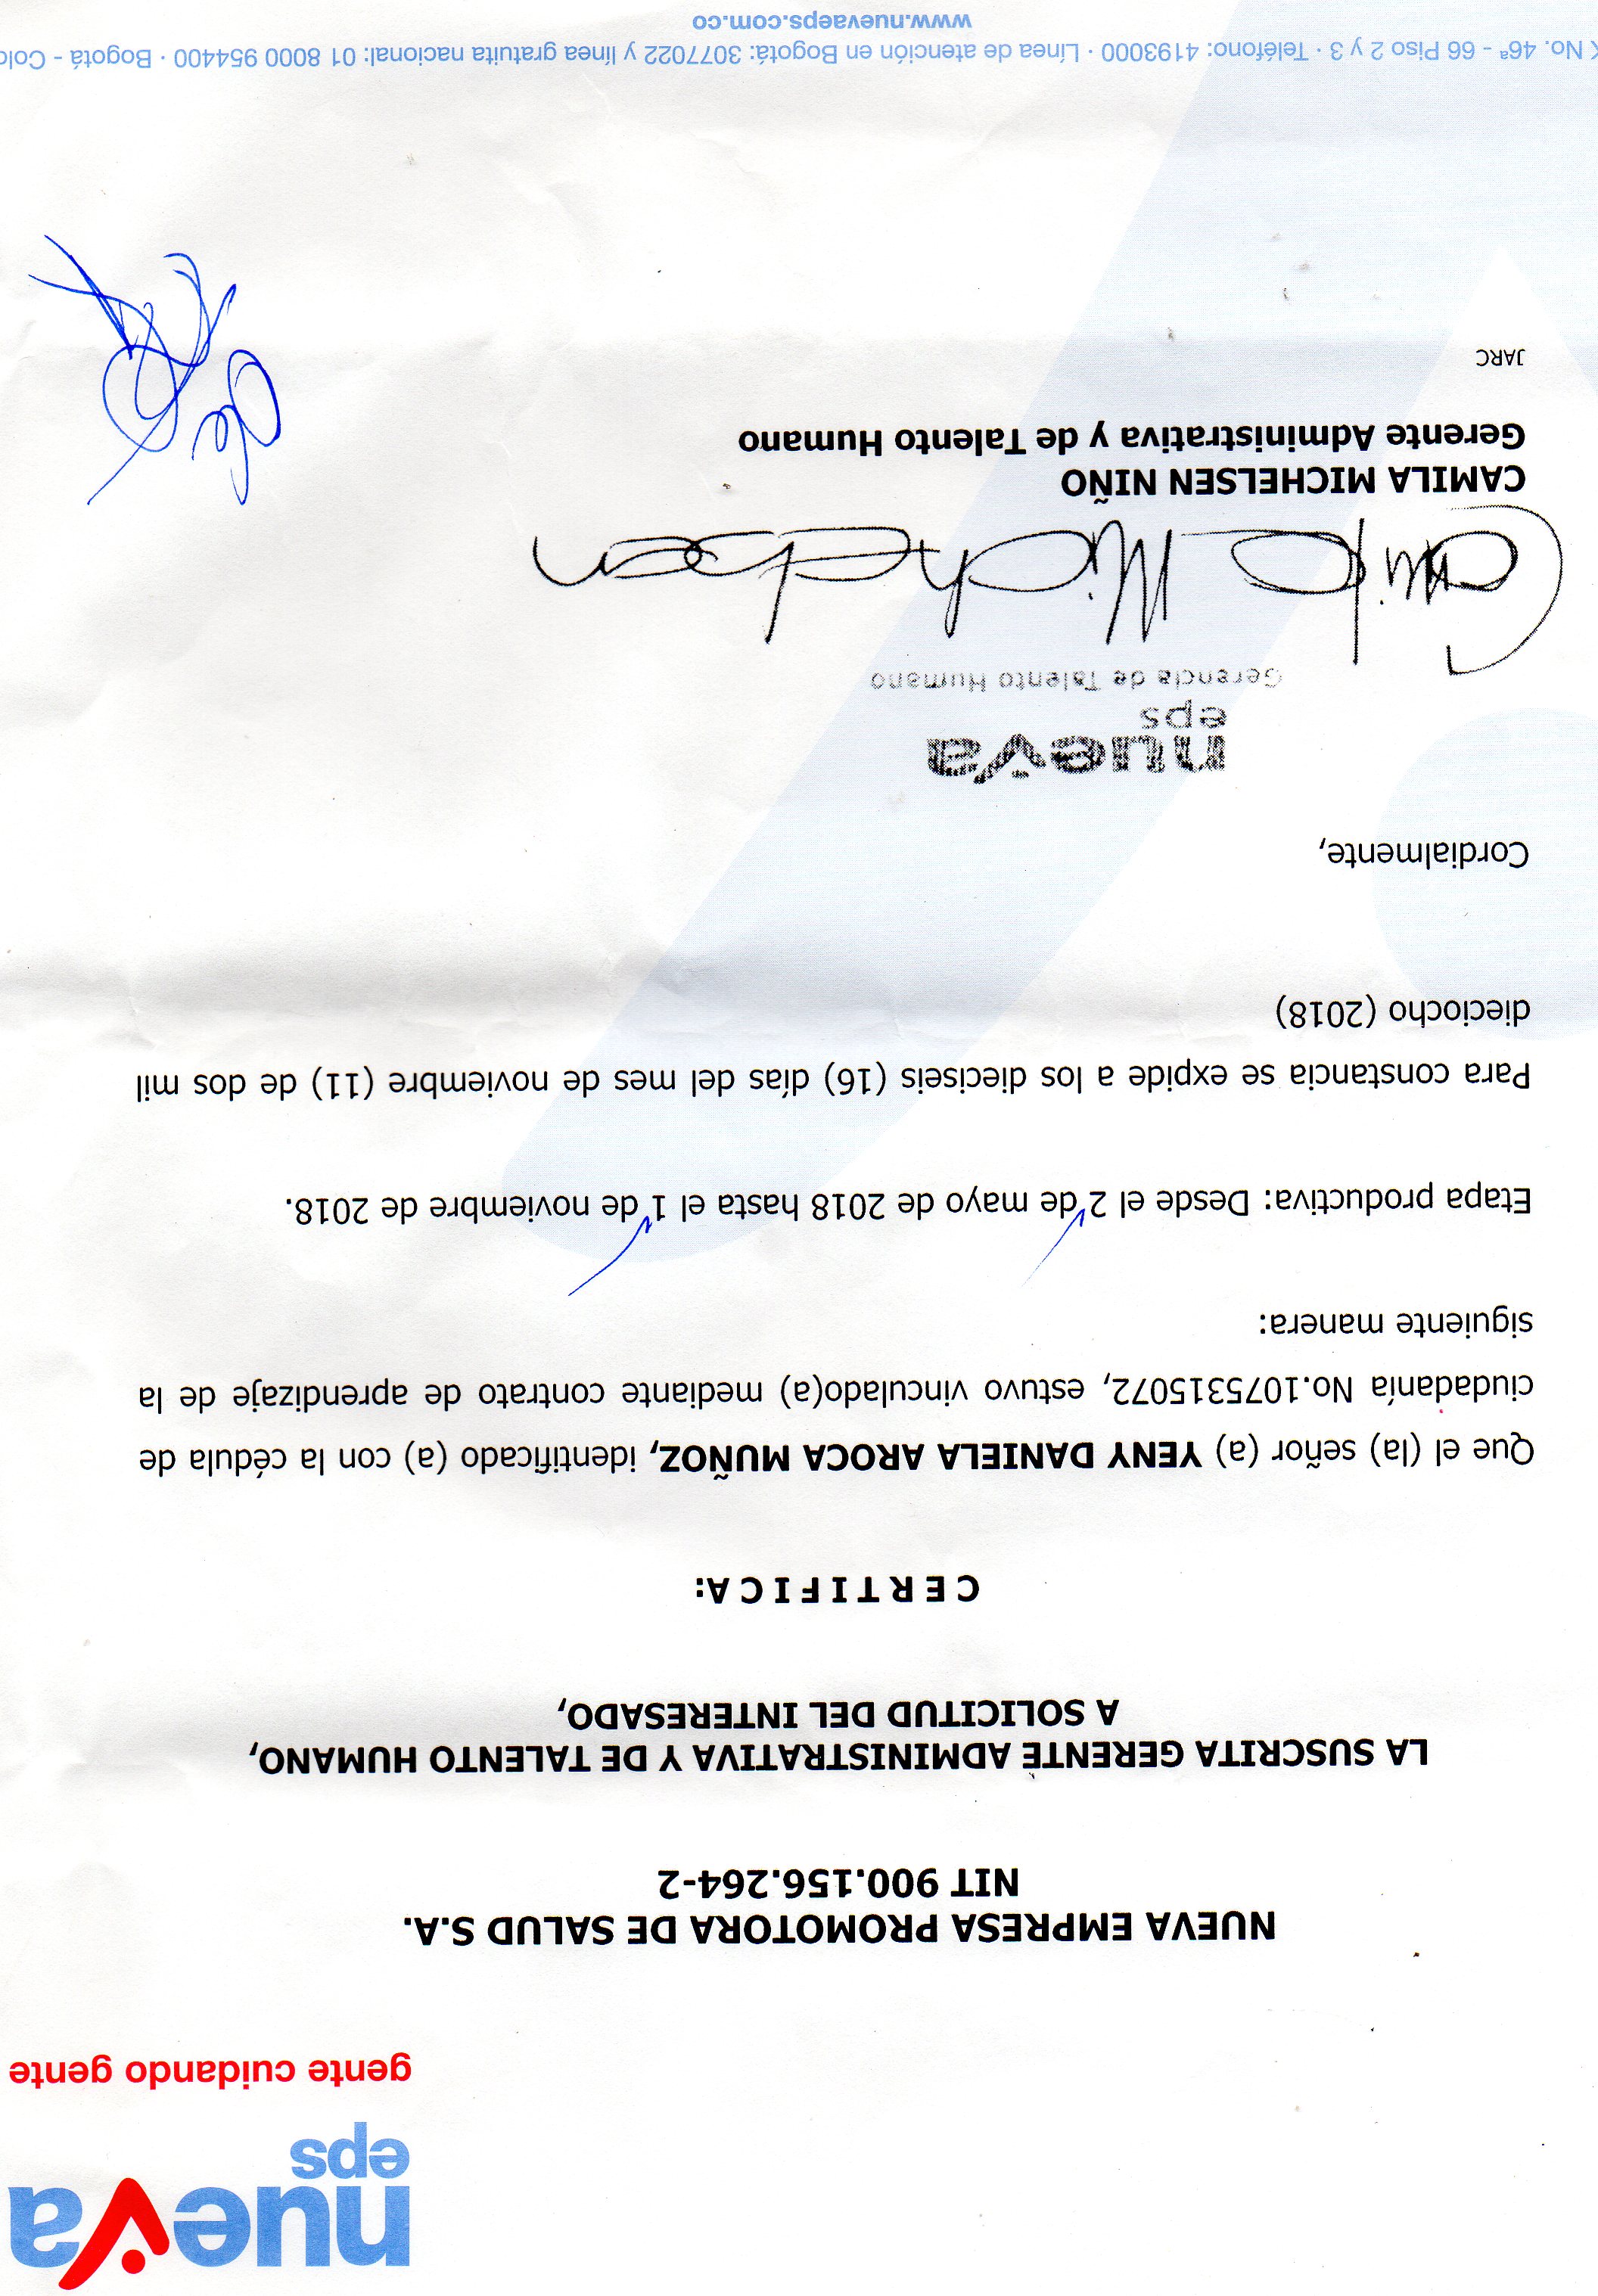 nueva
eps
gente cuidando gente
NUEVA EMPRESA PROMOTORA DE SALUD S.A.
NIT 900.156.264-2
LA SUSCRITA GERENTE ADMINISTRATIVA Y DE TALENTO HUMANO,
A SOLICITUD DEL INTERESADO,
C E R T I F I C A:
Que el (la) señor (a) YENY DANIELA AROCA MUÑOZ, identificado (a) con la cédula de
ciudadanía No.1075315072, estuvo vinculado(a) mediante contrato de aprendizaje de la
siguiente manera:
Etapa productiva: Desde el 2 de mayo de 2018 hasta el 1 de noviembre de 2018.
Para constancia se expide a los dieciseis (16) días del mes de noviembre (11) de dos mil
dieciocho (2018)
Cordialmente,
nueva
eps
Gerencia de Talento Humano
Camila Michelsen
CAMILA MICHELSEN NIÑO
Gerente Administrativa y de Talento Humano
JARC
No. 46ª - 66 Piso 2 y 3 · Teléfono: 4193000 · Línea de atención en Bogotá: 3077022 y línea gratuita nacional: 01 8000 954400 · Bogotá - Colo
www.nuevaeps.com.co